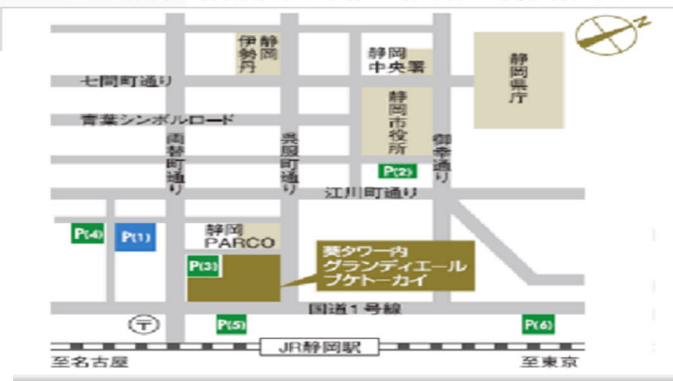 N
静岡
伊勢丹
静岡
中央署
静岡県庁
七間町通り
静岡市役所
青葉シンボルロード
両替町通り
呉服町通り
御幸通り
P(2)
江川町通り
P(4)
P(1)
静岡
PARCO
P(3)
葵タワー内
グランディエール
ブケトーカイ
国道1号線
〒
P(5)
P(6)
JR静岡駅
至名古屋
至東京